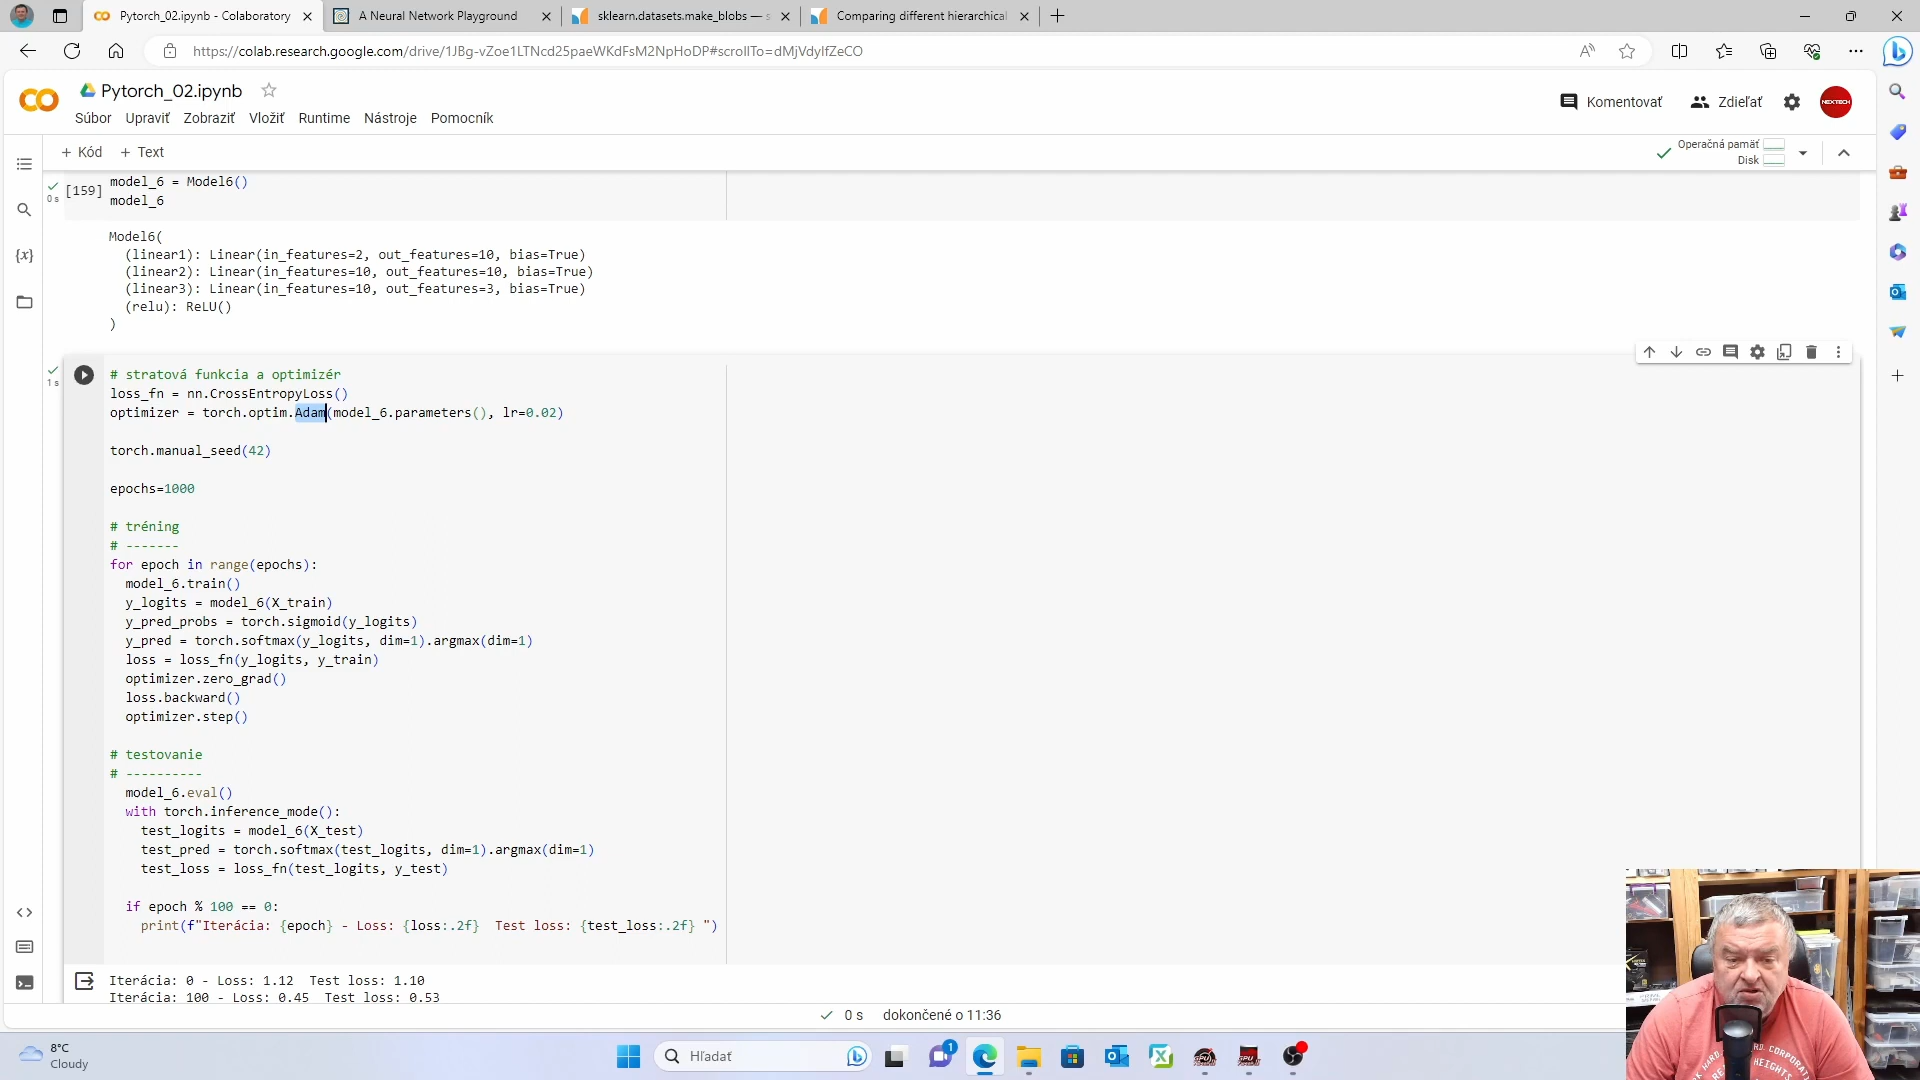 Pytorch_02.ipynb - Colaboratory
A Neural Network Playground
sklearn.datasets.make_blobs — s
Comparing different hierarchical
https://colab.research.google.com/drive/1JBg-vZoe1LTNcd25paeWKdFsM2NpHoDP#scrollTo=dMjVdyIfZeCO
Pytorch_02.ipynb
Komentovať
Zdieľať
NEXTECH
Súbor Upraviť Zobraziť Vložiť Runtime Nástroje Pomocník
+ Kód + Text
Operačná pamäť
Disk
[159]
0 s
model_6 = Model6()
model_6
Model6(
(linear1): Linear(in_features=2, out_features=10, bias=True)
(linear2): Linear(in_features=10, out_features=10, bias=True)
(linear3): Linear(in_features=10, out_features=3, bias=True)
(relu): ReLU()
)
1 s
# stratová funkcia a optimizér
loss_fn = nn.CrossEntropyLoss()
optimizer = torch.optim.Adam(model_6.parameters(), lr=0.02)
torch.manual_seed(42)
epochs=1000
# tréning
# -------
for epoch in range(epochs):
model_6.train()
y_logits = model_6(X_train)
y_pred_probs = torch.sigmoid(y_logits)
y_pred = torch.softmax(y_logits, dim=1).argmax(dim=1)
loss = loss_fn(y_logits, y_train)
optimizer.zero_grad()
loss.backward()
optimizer.step()
# testovanie
# ----------
model_6.eval()
with torch.inference_mode():
test_logits = model_6(X_test)
test_pred = torch.softmax(test_logits, dim=1).argmax(dim=1)
test_loss = loss_fn(test_logits, y_test)
if epoch % 100 == 0:
print(f"Iterácia: {epoch} - Loss: {loss:.2f}  Test loss: {test_loss:.2f} ")
Iterácia: 0 - Loss: 1.12  Test loss: 1.10
Iterácia: 100 - Loss: 0.45  Test loss: 0.53
0 s dokončené o 11:36
8°C
Cloudy
Hľadať
1